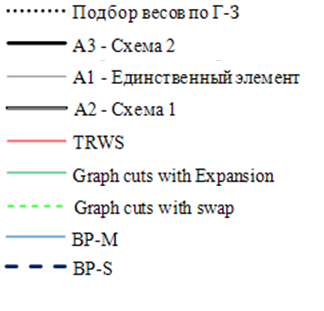 Подбор весов по Г-З
А3 - Схема 2
А1 - Единственный элемент
А2 - Схема 1
TRWS
Graph cuts with Expansion
Graph cuts with swap
BP-M
BP-S